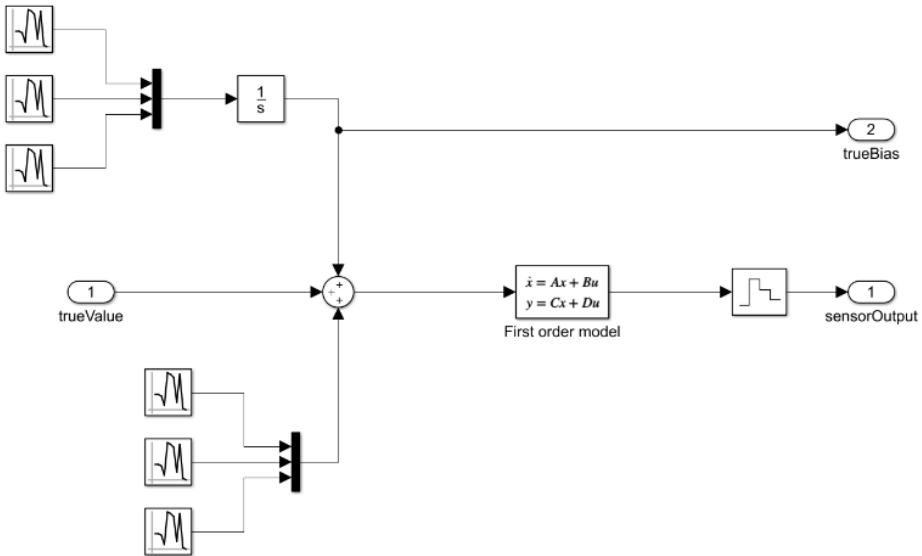 1
s
2
trueBias
1
trueValue
+
+
+
ẋ = Ax + Bu
y = Cx + Du
First order model
1
sensorOutput